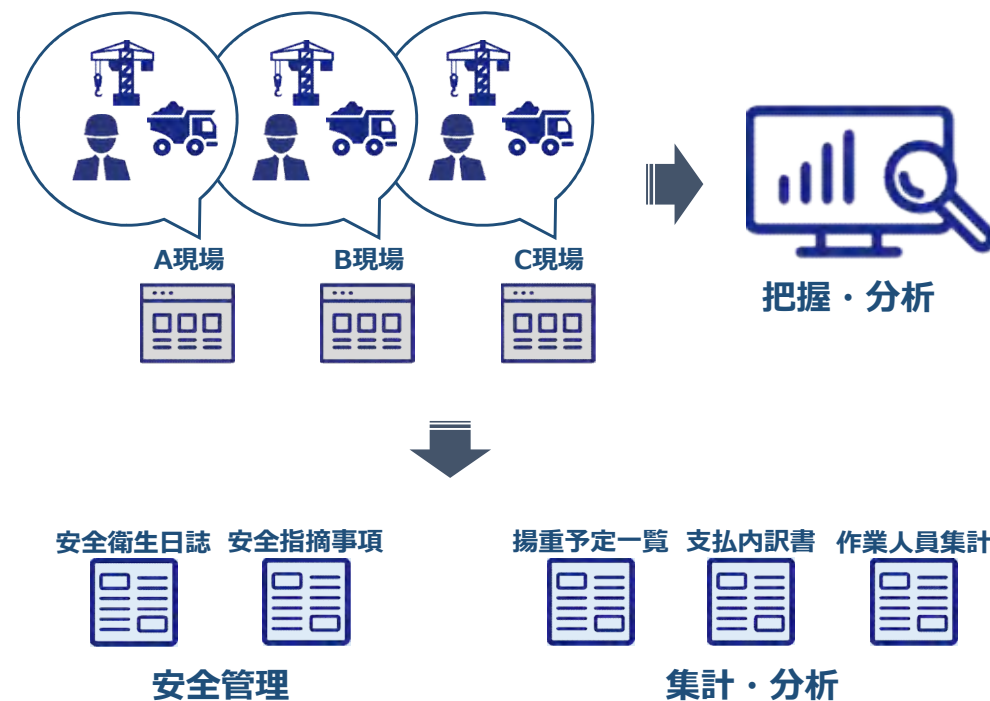 A現場
B現場
C現場
把握・分析
安全衛生日誌
安全指摘事項
揚重予定一覧
支払内訳書
作業人員集計
安全管理
集計・分析